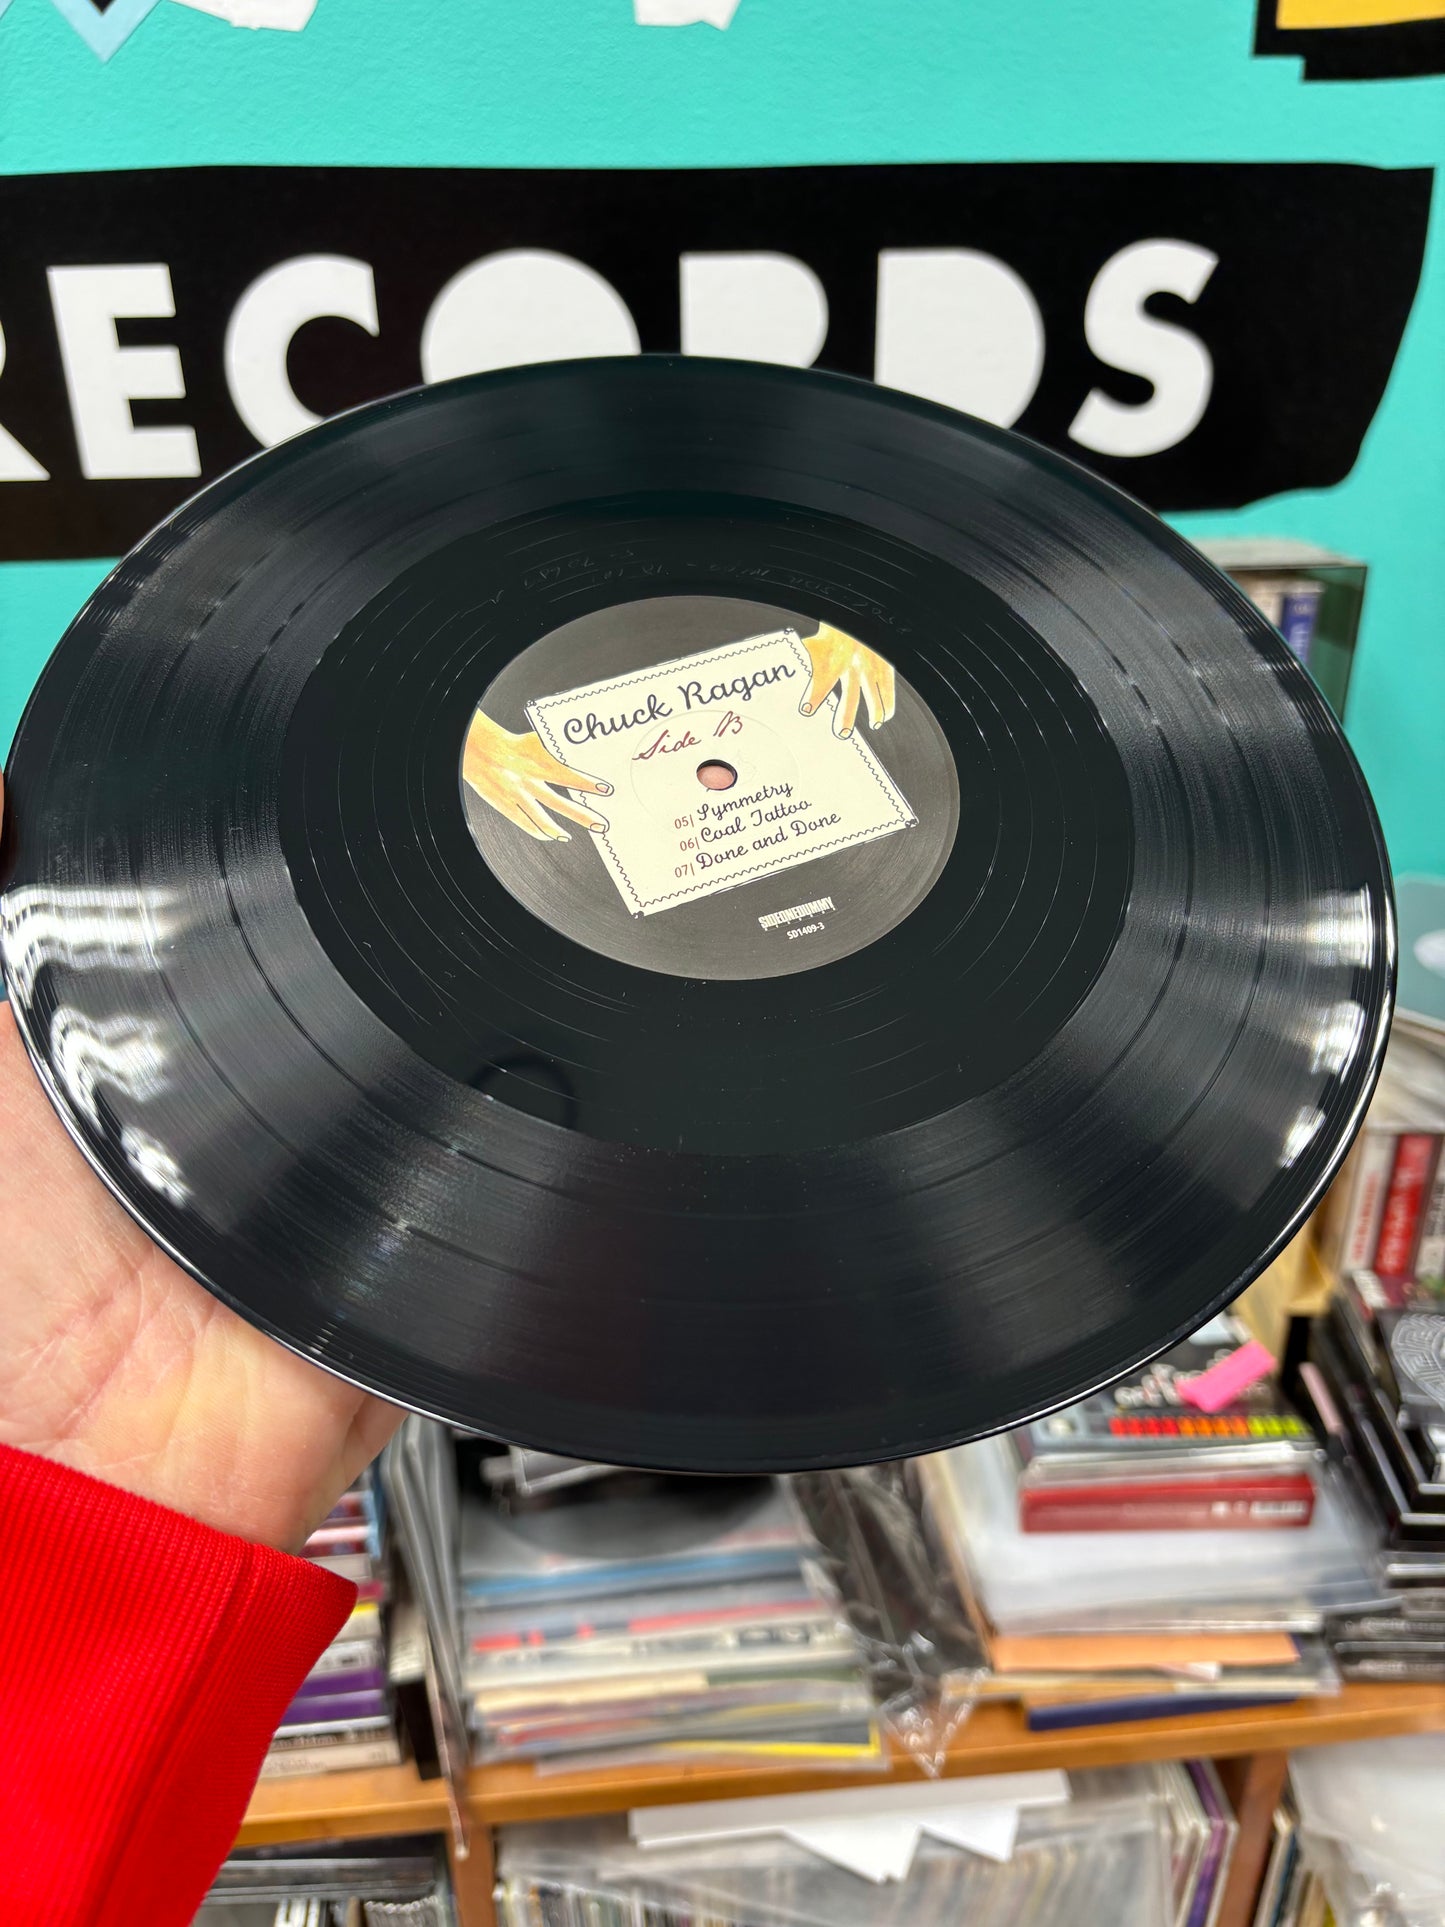 RECORDS
Chuck Ragan
Side B
05| Symmetry
06| Coal Tattoo
07| Done and Done
SIDEONEDUMMY
SD1409-3